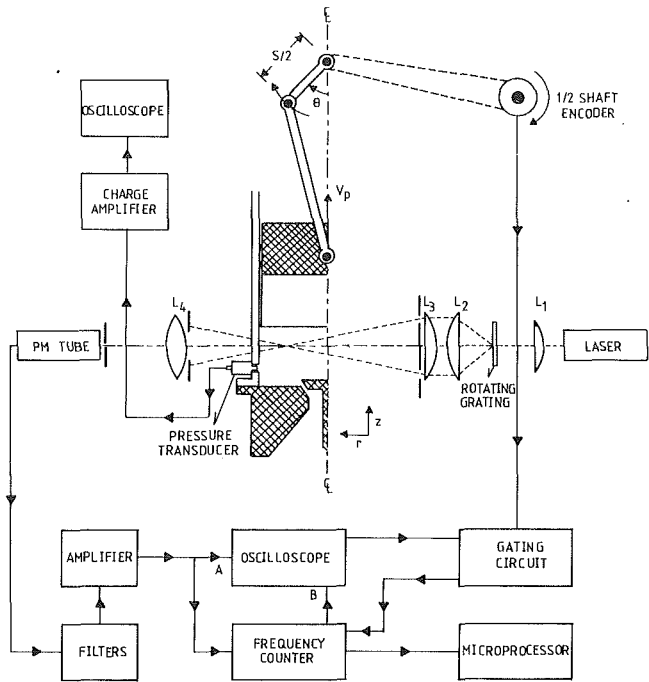 ℄
S/2
θ
1/2 SHAFT
ENCODER
OSCILLOSCOPE
CHARGE
AMPLIFIER
Vp
L4
L3
L2
L1
PM TUBE
LASER
ROTATING
GRATING
PRESSURE
TRANSDUCER
z
r
℄
AMPLIFIER
A
OSCILLOSCOPE
GATING
CIRCUIT
B
FILTERS
FREQUENCY
COUNTER
MICROPROCESSOR